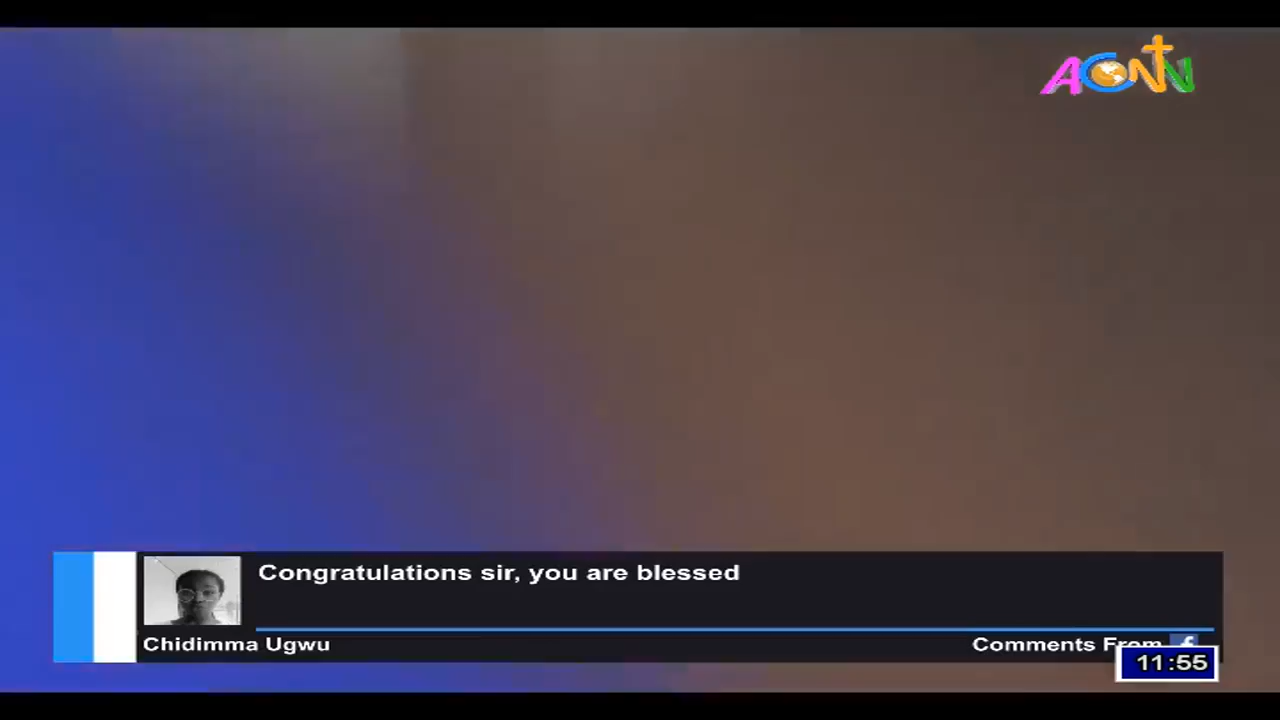 ACNN
Congratulations sir, you are blessed
Chidimma Ugwu
Comments From
11:55